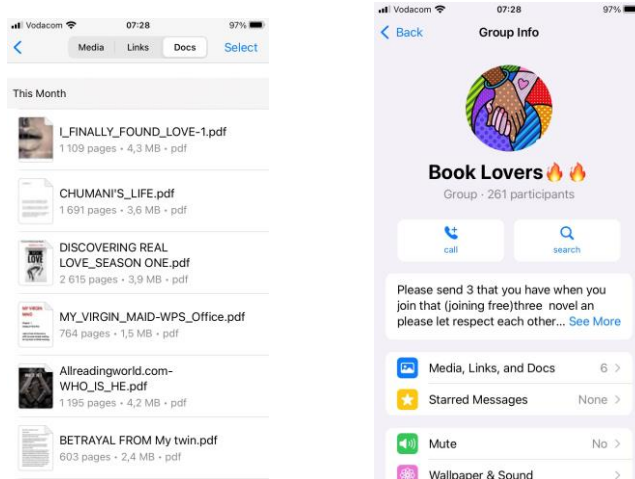 Vodacom 07:28 97%
Media Links Docs Select
This Month
I_FINALLY_FOUND_LOVE-1.pdf
1 109 pages • 4,3 MB • pdf
CHUMANI'S_LIFE.pdf
1 691 pages • 3,6 MB • pdf
DISCOVERING REAL
LOVE_SEASON ONE.pdf
2 615 pages • 3,9 MB • pdf
MY_VIRGIN_MAID-WPS_Office.pdf
764 pages • 1,5 MB • pdf
Allreadingworld.com-
WHO_IS_HE.pdf
1 195 pages • 4,2 MB • pdf
BETRAYAL FROM My twin.pdf
603 pages • 2,4 MB • pdf
Vodacom 07:28 97%
Back Group Info
Book Lovers🔥🔥
Group · 261 participants
call search
Please send 3 that you have when you
join that (joining free)three novel an
please let respect each other... See More
Media, Links, and Docs 6
Starred Messages None
Mute No
Wallpaper & Sound